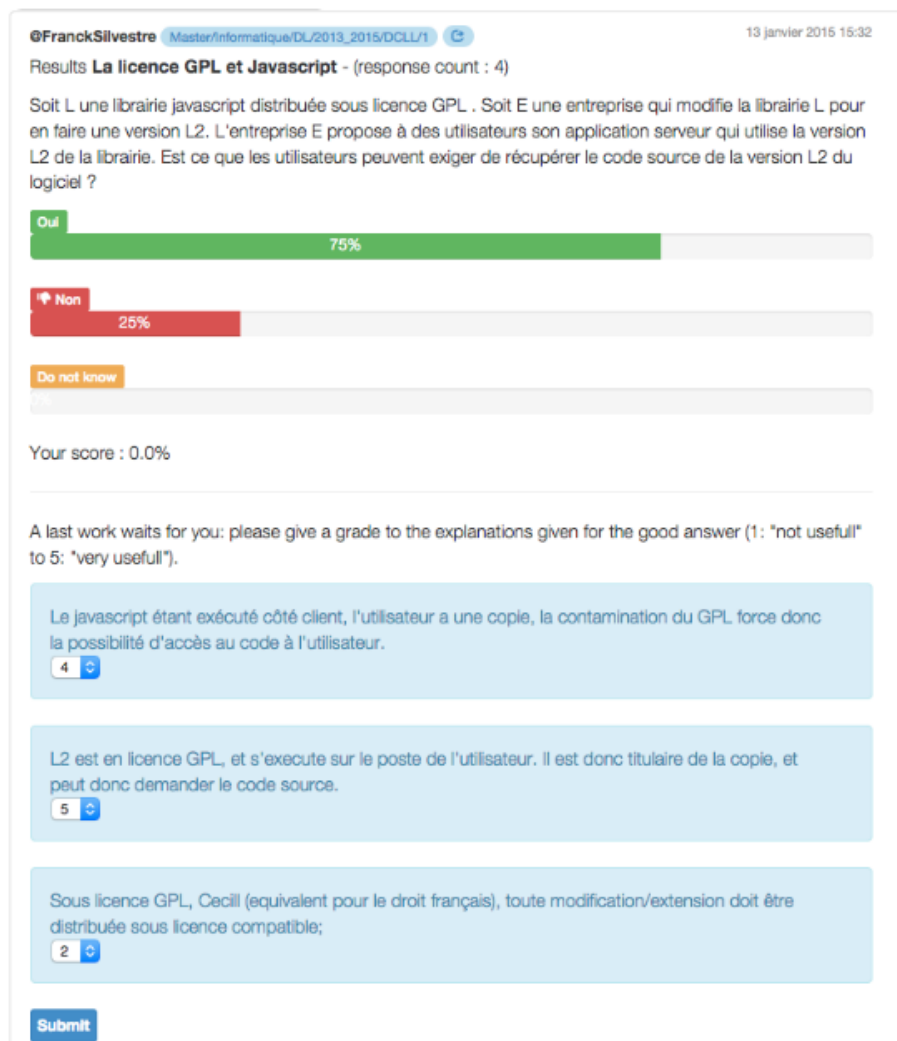 @FranckSilvestre Master/Informatique/DL/2013_2015/DCLL/1 13 janvier 2015 15:32
Results La licence GPL et Javascript - (response count : 4)
Soit L une librairie javascript distribuée sous licence GPL . Soit E une entreprise qui modifie la librairie L pour
en faire une version L2. L'entreprise E propose à des utilisateurs son application serveur qui utilise la version
L2 de la librairie. Est ce que les utilisateurs peuvent exiger de récupérer le code source de la version L2 du
logiciel ?
Oui
75%
Non
25%
Do not know
0%
Your score : 0.0%
A last work waits for you: please give a grade to the explanations given for the good answer (1: "not usefull"
to 5: "very usefull").
Le javascript étant exécuté côté client, l'utilisateur a une copie, la contamination du GPL force donc
la possibilité d'accès au code à l'utilisateur.
4
L2 est en licence GPL, et s'execute sur le poste de l'utilisateur. Il est donc titulaire de la copie, et
peut donc demander le code source.
5
Sous licence GPL, Cecill (equivalent pour le droit français), toute modification/extension doit être
distribuée sous licence compatible;
2
Submit